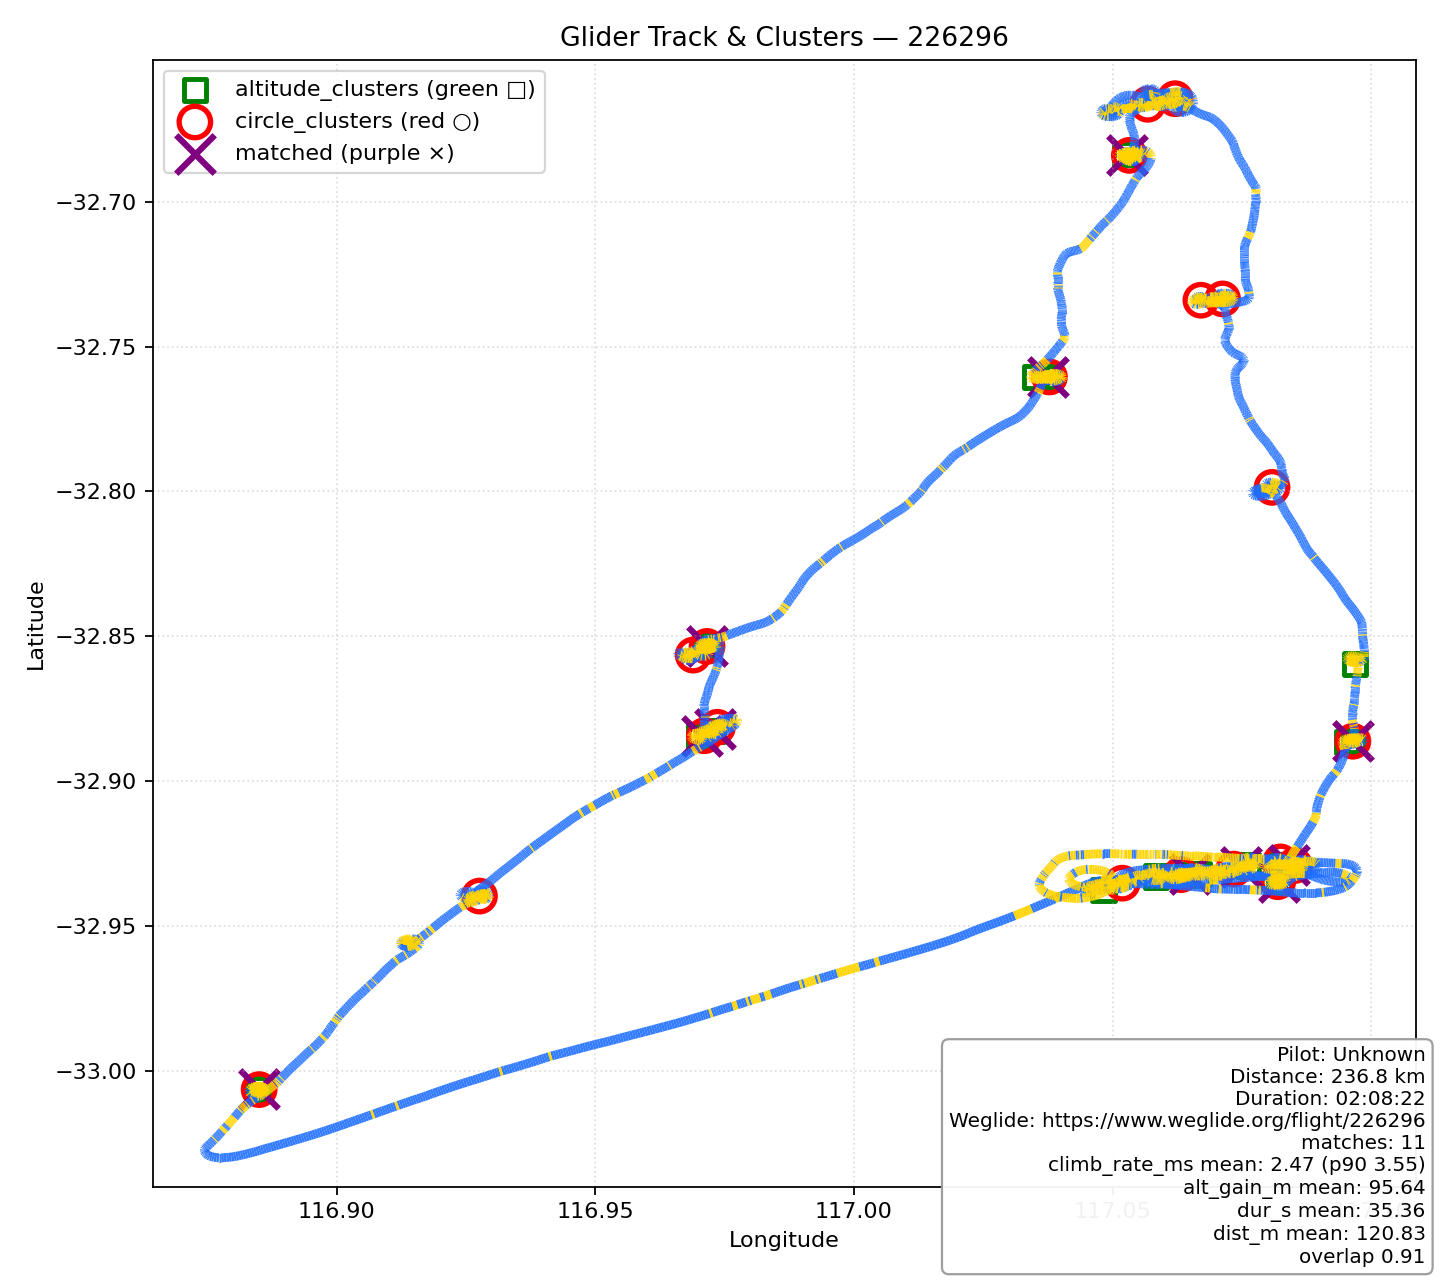 Glider Track & Clusters — 226296
altitude_clusters (green □)
circle_clusters (red ○)
matched (purple ×)
Latitude
−32.70
−32.75
−32.80
−32.85
−32.90
−32.95
−33.00
116.90
116.95
117.00
117.05
Longitude
Pilot: Unknown
Distance: 236.8 km
Duration: 02:08:22
Weglide: https://www.weglide.org/flight/226296
matches: 11
climb_rate_ms mean: 2.47 (p90 3.55)
alt_gain_m mean: 95.64
dur_s mean: 35.36
dist_m mean: 120.83
overlap 0.91